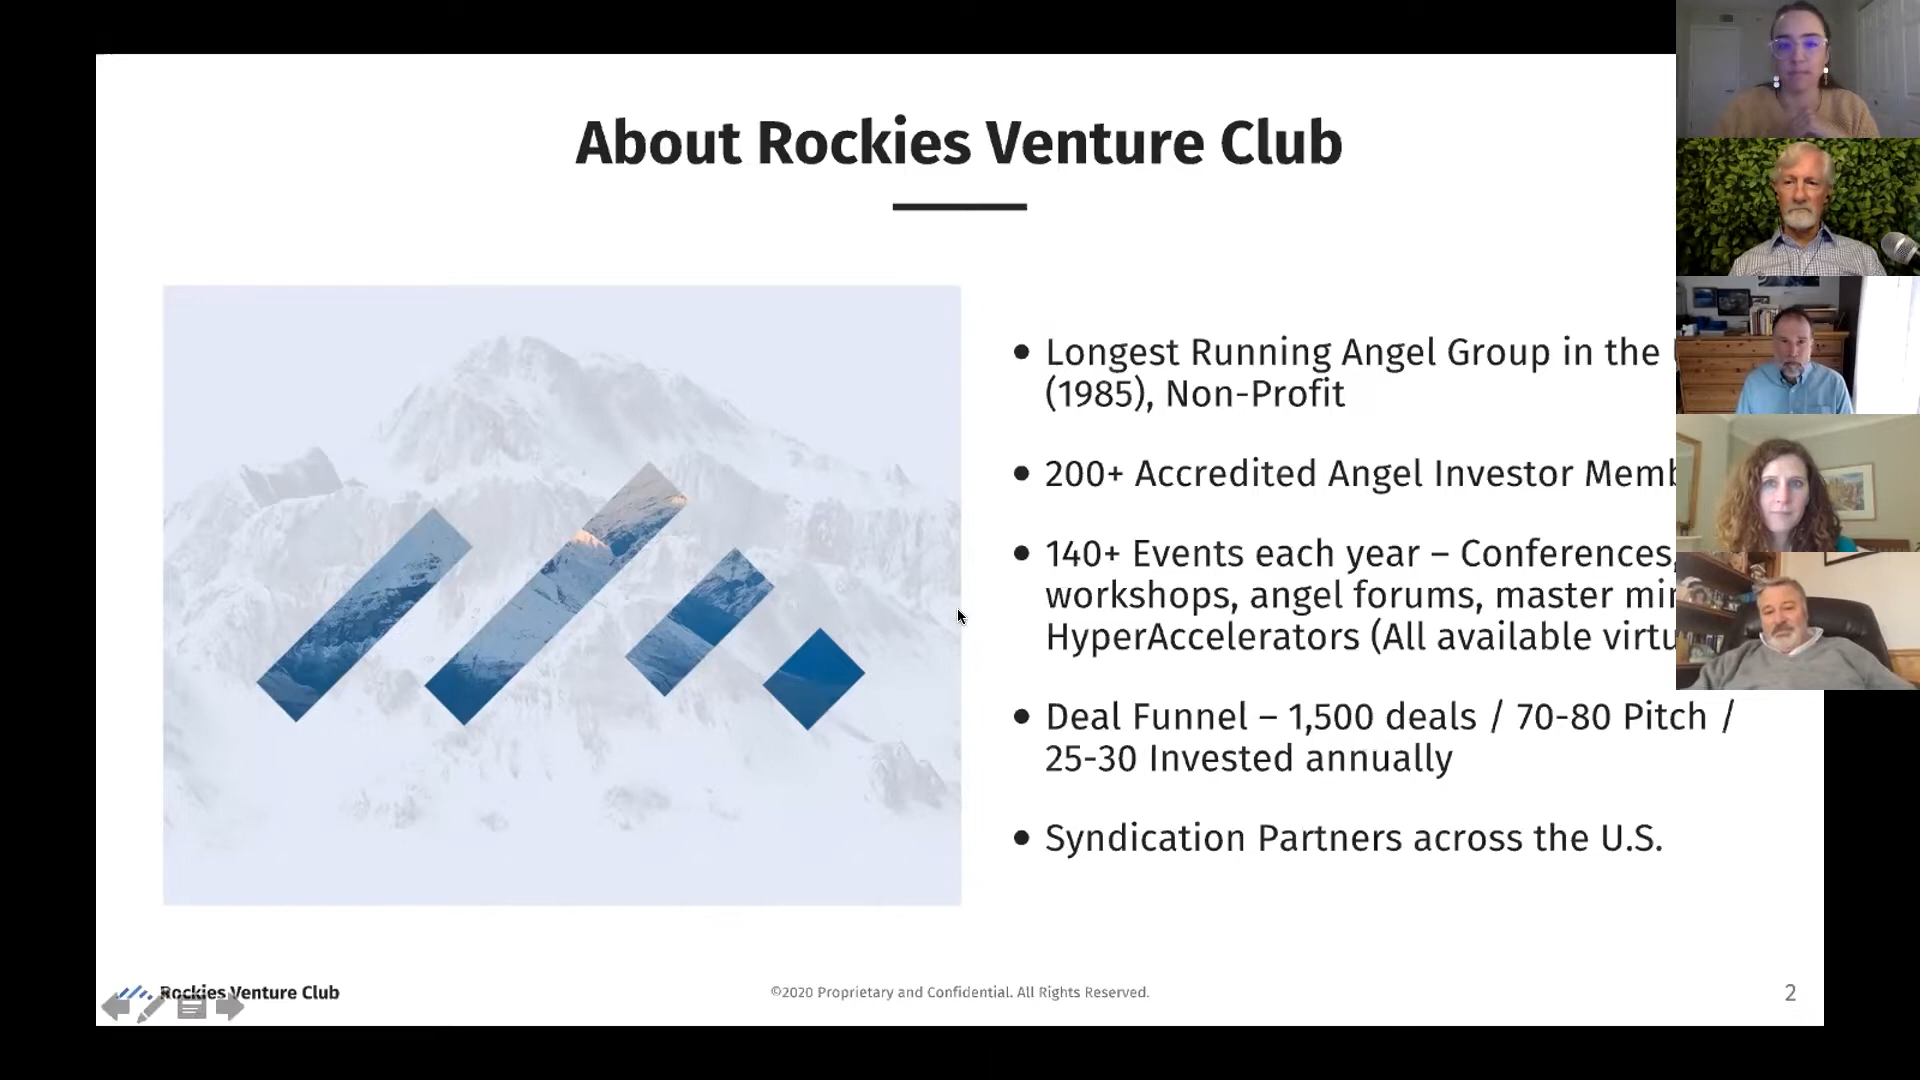 About Rockies Venture Club
• Longest Running Angel Group in the
(1985), Non-Profit
• 200+ Accredited Angel Investor
• 140+ Events each year – Conferences,
workshops, angel forums, master
HyperAccelerators (All available
• Deal Funnel – 1,500 deals / 70-80 Pitch /
25-30 Invested annually
• Syndication Partners across the U.S.
Rockies Venture Club
©2020 Proprietary and Confidential. All Rights Reserved.
2